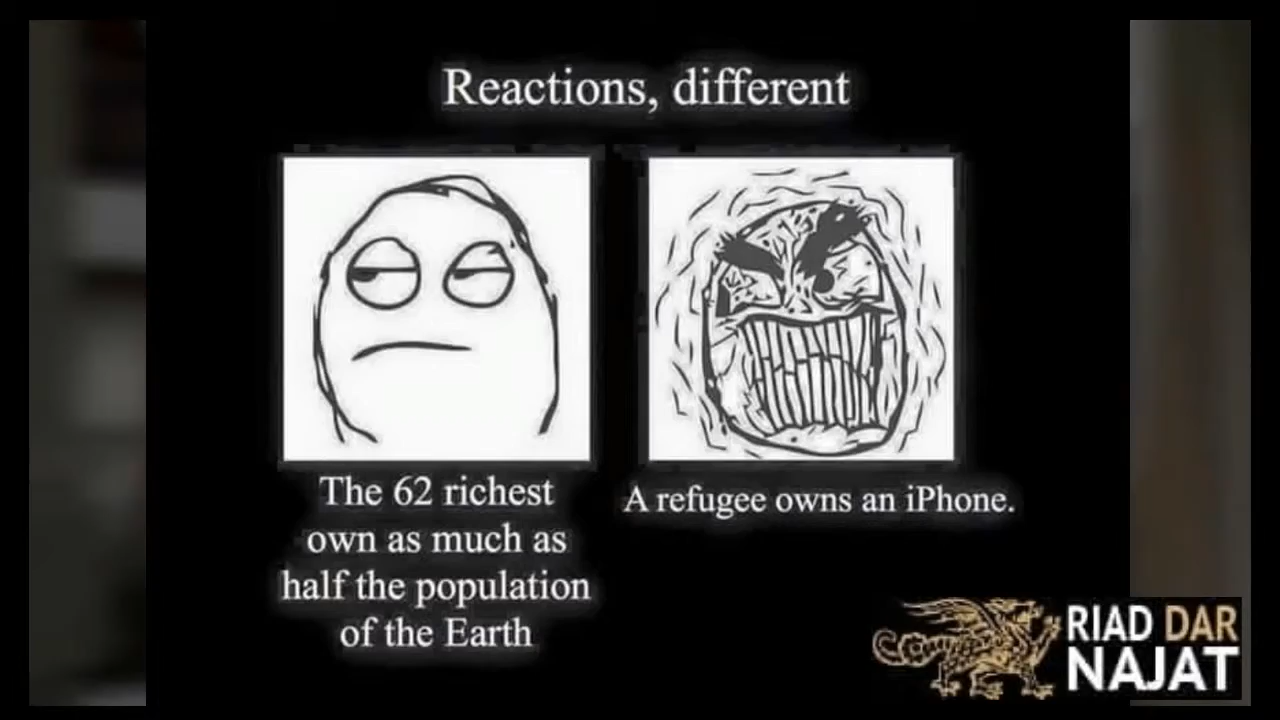 Reactions, different
The 62 richest
own as much as
half the population
of the Earth
A refugee owns an iPhone.
RIAD DAR
NAJAT